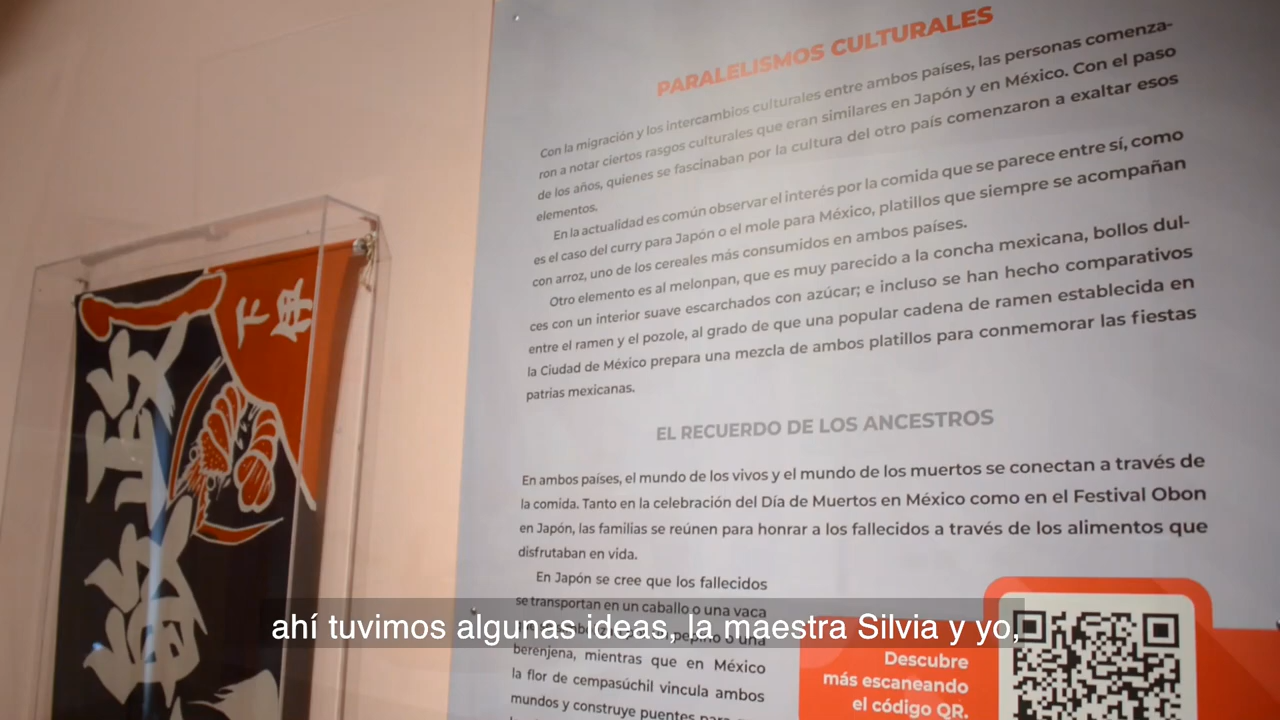 PARALELISMOS CULTURALES
Con la migración y los intercambios culturales entre ambos países, las personas comenza-
ron a notar ciertos rasgos culturales que eran similares en Japón y en México. Con el paso
de los años, quienes se fascinaban por la cultura del otro país comenzaron a exaltar esos
elementos.
En la actualidad es común observar el interés por la comida que se parece entre sí, como
es el caso del curry para Japón o el mole para México, platillos que siempre se acompañan
con arroz, uno de los cereales más consumidos en ambos países.
Otro elemento es al melonpan, que es muy parecido a la concha mexicana, bollos dul-
ces con un interior suave escarchados con azúcar; e incluso se han hecho comparativos
entre el ramen y el pozole, al grado de que una popular cadena de ramen establecida en
la Ciudad de México prepara una mezcla de ambos platillos para conmemorar las fiestas
patrias mexicanas.
EL RECUERDO DE LOS ANCESTROS
En ambos países, el mundo de los vivos y el mundo de los muertos se conectan a través de
la comida. Tanto en la celebración del Día de Muertos en México como en el Festival Obon
en Japón, las familias se reúnen para honrar a los fallecidos a través de los alimentos que
disfrutaban en vida.
En Japón se cree que los fallecidos
se transportan en un caballo o una vaca
pepino o una
berenjena, mientras que en México
la flor de cempasúchil vincula ambos
mundos y construye puentes para
Descubre
más escaneando
el código QR.
下
伊
ahí tuvimos algunas ideas, la maestra Silvia y yo,